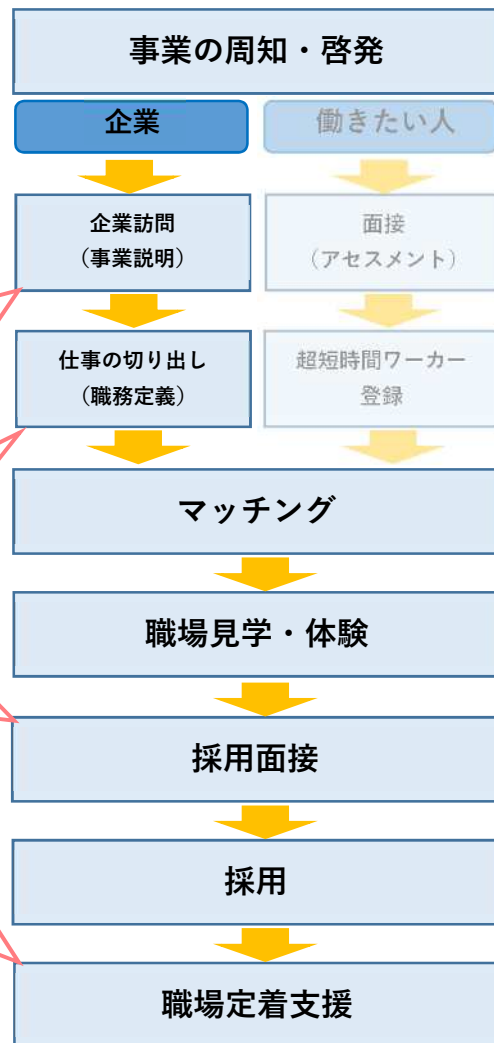 事業の周知・啓発
企業
働きたい人
企業訪問
（事業説明）
面接
（アセスメント）
仕事の切り出し
（職務定義）
超短時間ワーカー
登録
マッチング
職場見学・体験
採用面接
採用
職場定着支援